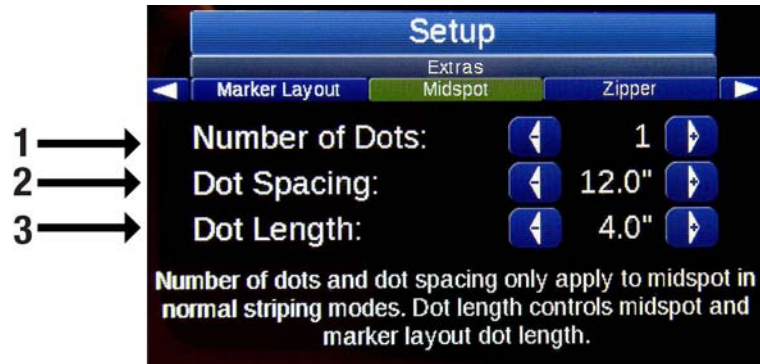 Setup
Extras
Marker Layout Midspot Zipper
1 Number of Dots: - 1 +
2 Dot Spacing: - 12.0" +
3 Dot Length: - 4.0" +
Number of dots and dot spacing only apply to midspot in
normal striping modes. Dot length controls midspot and
marker layout dot length.